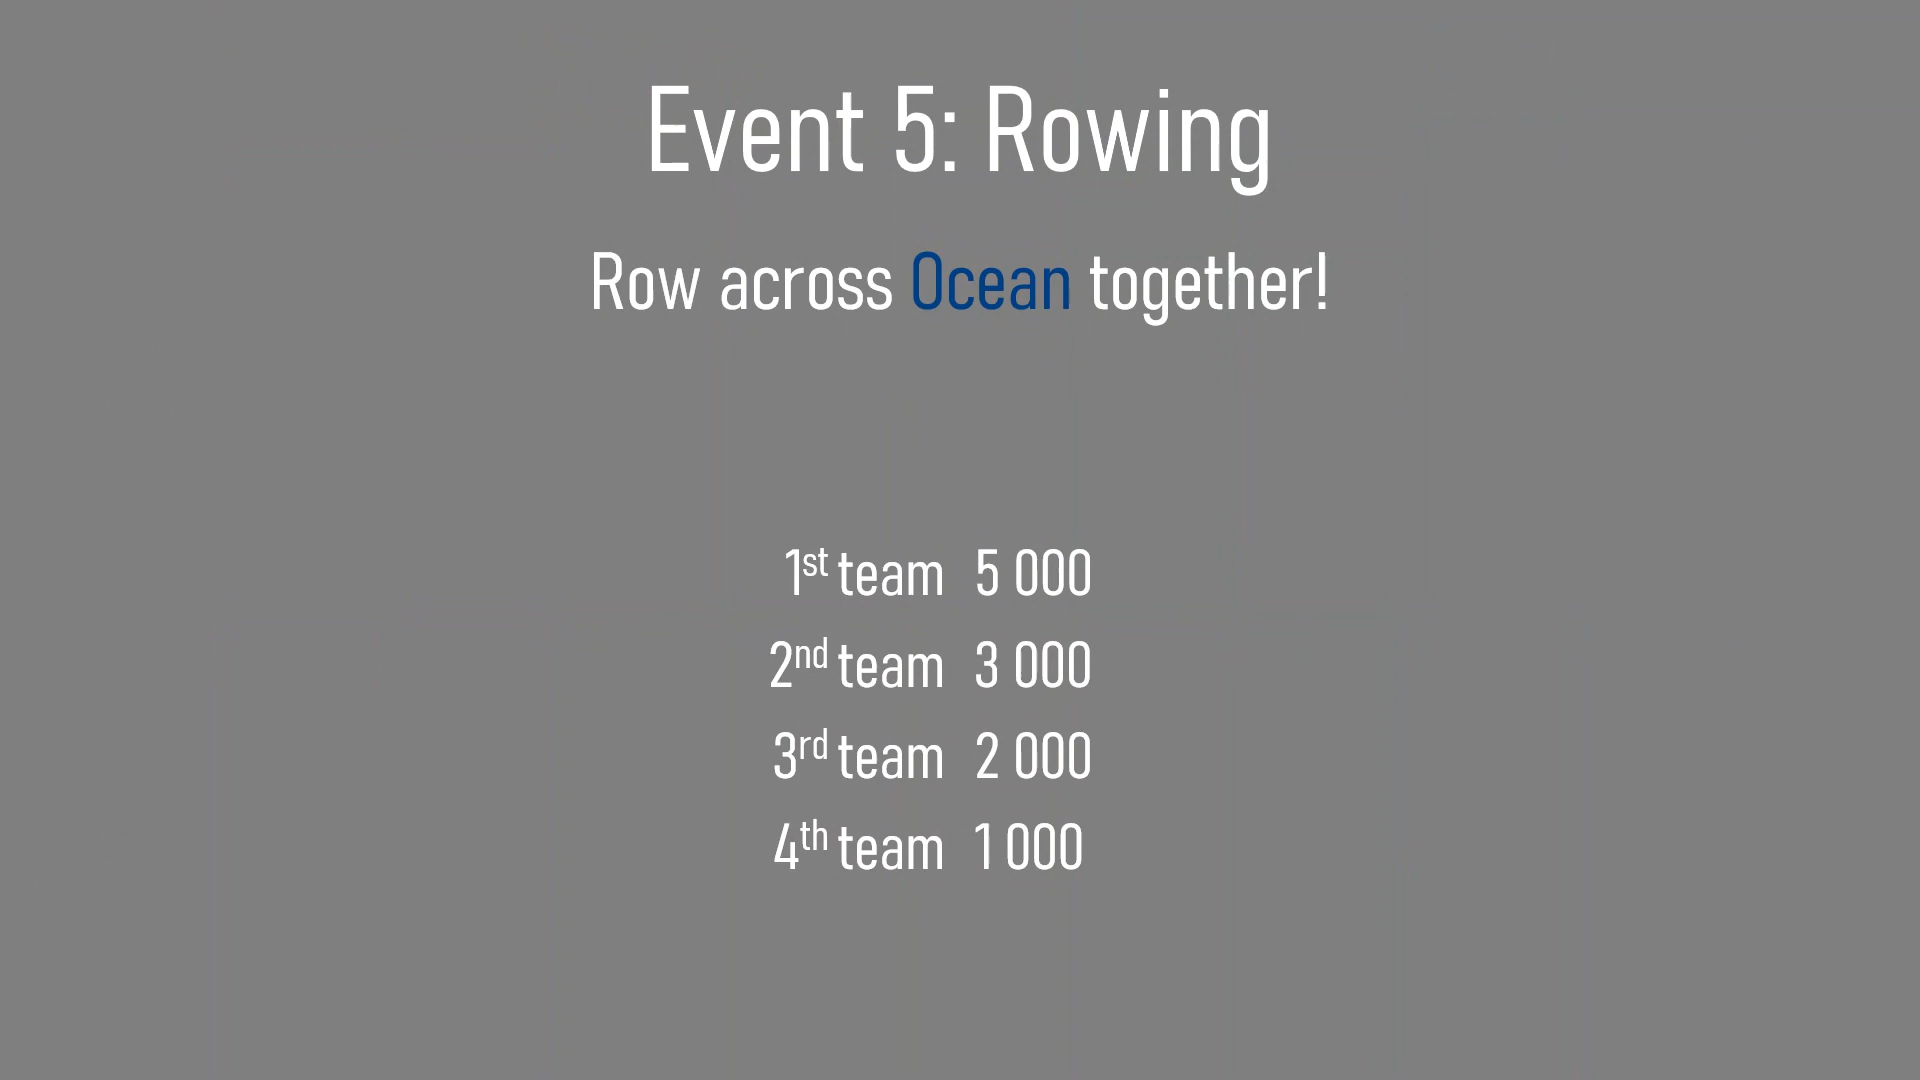 Event 5: Rowing
Row across Ocean together!
1st team 5 000
2nd team 3 000
3rd team 2 000
4th team 1 000